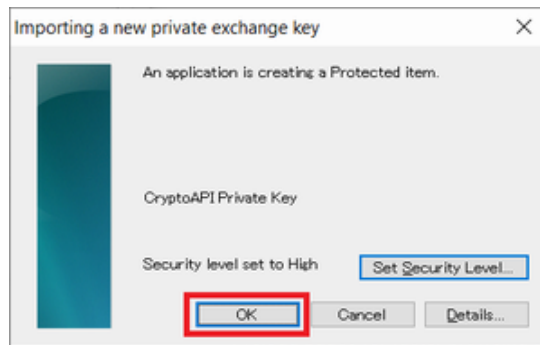 Importing a new private exchange key
An application is creating a Protected item.
CryptoAPI Private Key
Security level set to High
Set Security Level...
OK
Cancel
Details...